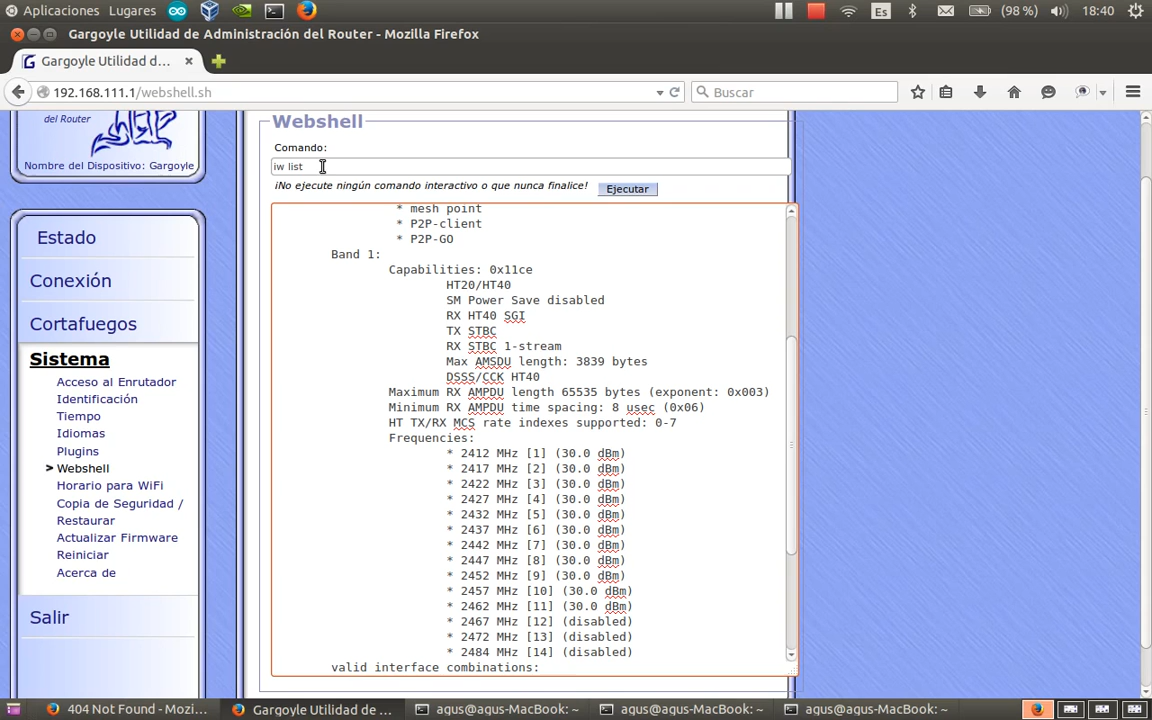 Aplicaciones Lugares Es (98 %) 18:40
Gargoyle Utilidad de Administración del Router - Mozilla Firefox
Gargoyle Utilidad d...
192.168.111.1/webshell.sh Buscar
del Router
Nombre del Dispositivo: Gargoyle
Estado
Conexión
Cortafuegos
Sistema
Acceso al Enrutador
Identificación
Tiempo
Idiomas
Plugins
> Webshell
Horario para WiFi
Copia de Seguridad /
Restaurar
Actualizar Firmware
Reiniciar
Acerca de
Salir
Webshell
Comando:
iw list
¡No ejecute ningún comando interactivo o que nunca finalice! Ejecutar
* mesh point
* P2P-client
* P2P-GO
Band 1:
Capabilities: 0x11ce
HT20/HT40
SM Power Save disabled
RX HT40 SGI
TX STBC
RX STBC 1-stream
Max AMSDU length: 3839 bytes
DSSS/CCK HT40
Maximum RX AMPDU length 65535 bytes (exponent: 0x003)
Minimum RX AMPDU time spacing: 8 usec (0x06)
HT TX/RX MCS rate indexes supported: 0-7
Frequencies:
* 2412 MHz [1] (30.0 dBm)
* 2417 MHz [2] (30.0 dBm)
* 2422 MHz [3] (30.0 dBm)
* 2427 MHz [4] (30.0 dBm)
* 2432 MHz [5] (30.0 dBm)
* 2437 MHz [6] (30.0 dBm)
* 2442 MHz [7] (30.0 dBm)
* 2447 MHz [8] (30.0 dBm)
* 2452 MHz [9] (30.0 dBm)
* 2457 MHz [10] (30.0 dBm)
* 2462 MHz [11] (30.0 dBm)
* 2467 MHz [12] (disabled)
* 2472 MHz [13] (disabled)
* 2484 MHz [14] (disabled)
valid interface combinations:
404 Not Found - Mozi... Gargoyle Utilidad de ... agus@agus-MacBook: ~ agus@agus-MacBook: ~ agus@agus-MacBook: ~